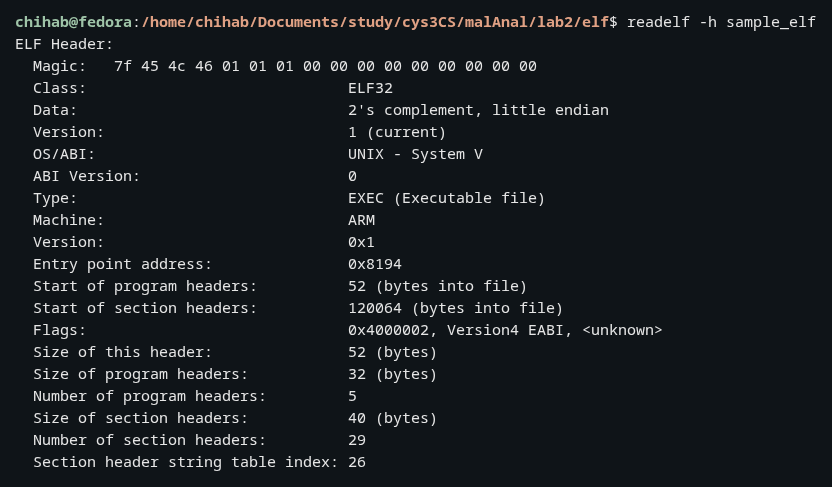 chihab@fedora:/home/chihab/Documents/study/cys3CS/malAnal/lab2/elf$ readelf -h sample_elf
ELF Header:
  Magic:   7f 45 4c 46 01 01 01 00 00 00 00 00 00 00 00 00
  Class:                             ELF32
  Data:                              2's complement, little endian
  Version:                           1 (current)
  OS/ABI:                            UNIX - System V
  ABI Version:                       0
  Type:                              EXEC (Executable file)
  Machine:                           ARM
  Version:                           0x1
  Entry point address:               0x8194
  Start of program headers:          52 (bytes into file)
  Start of section headers:          120064 (bytes into file)
  Flags:                             0x4000002, Version4 EABI, <unknown>
  Size of this header:               52 (bytes)
  Size of program headers:           32 (bytes)
  Number of program headers:         5
  Size of section headers:           40 (bytes)
  Number of section headers:         29
  Section header string table index: 26